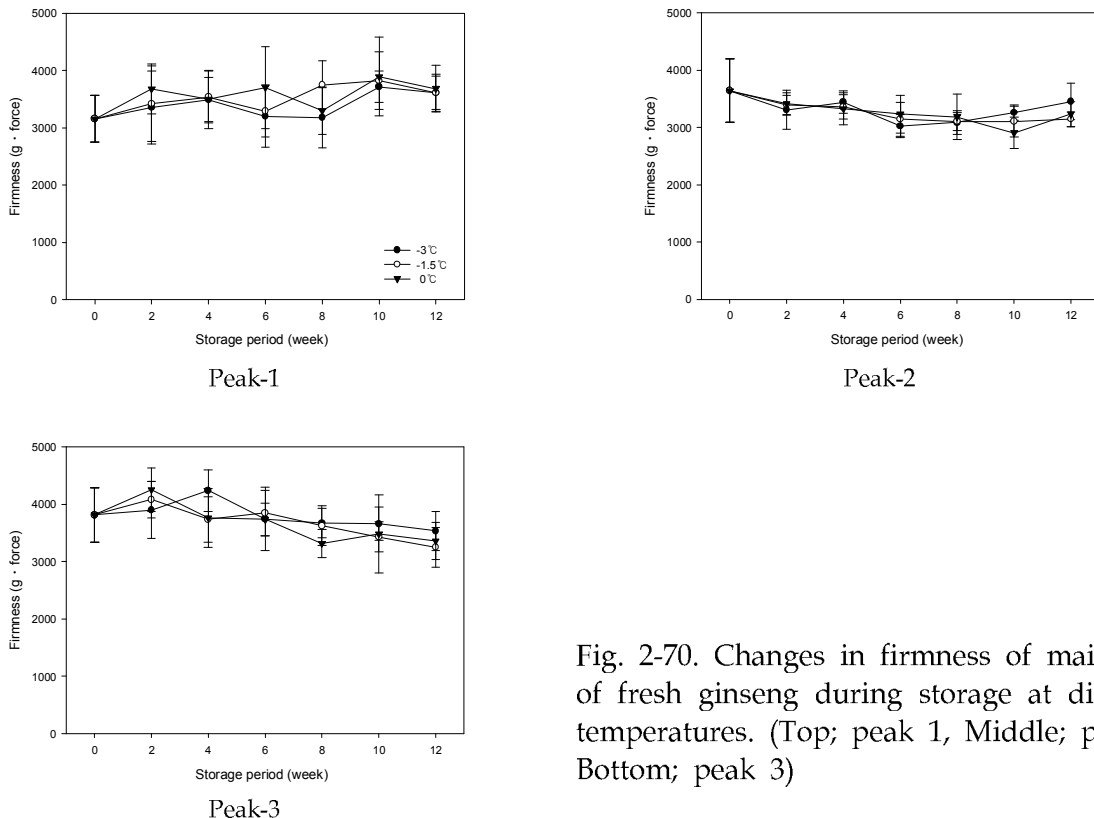 5000
4000
3000
2000
1000
0
Firmness (g · force)
-3℃
-1.5℃
0℃
0 2 4 6 8 10 12
Storage period (week)
Peak-1
5000
4000
3000
2000
1000
0
Firmness (g · force)
0 2 4 6 8 10 12
Storage period (week)
Peak-2
5000
4000
3000
2000
1000
0
Firmness (g · force)
0 2 4 6 8 10 12
Storage period (week)
Peak-3
Fig. 2-70. Changes in firmness of
of fresh ginseng during storage at
temperatures. (Top; peak 1, Middle;
Bottom; peak 3)